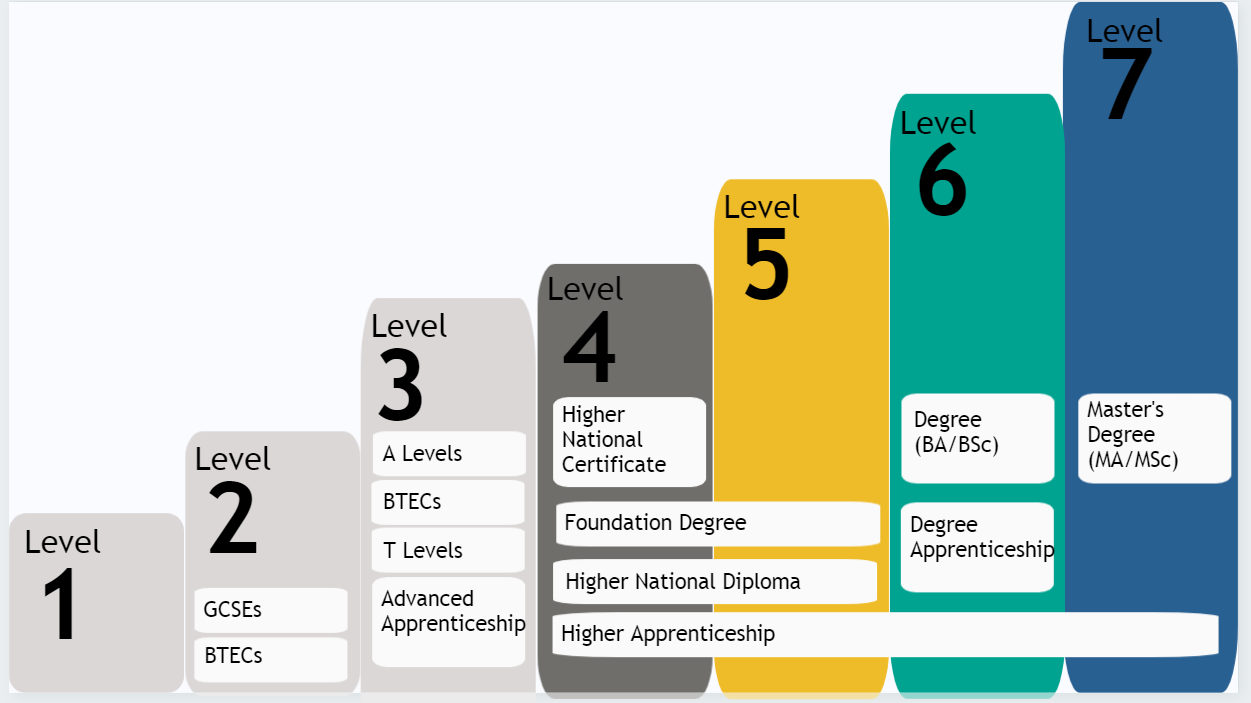 Level
1
Level
2
GCSEs
BTECs
Level
3
A Levels
BTECs
T Levels
Advanced
Apprenticeship
Level
4
Higher
National
Certificate
Foundation Degree
Higher National Diploma
Higher Apprenticeship
Level
5
Level
6
Degree
(BA/BSc)
Degree
Apprenticeship
Level
7
Master's
Degree
(MA/MSc)